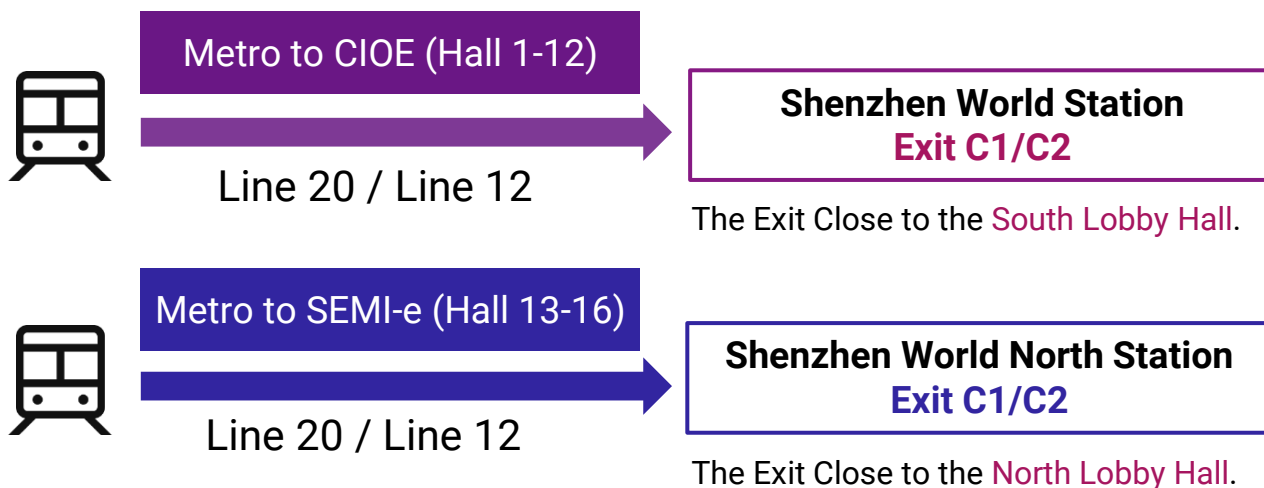 Metro to CIOE (Hall 1-12)
Line 20 / Line 12
Shenzhen World Station
Exit C1/C2
The Exit Close to the South Lobby Hall.
Metro to SEMI-e (Hall 13-16)
Line 20 / Line 12
Shenzhen World North Station
Exit C1/C2
The Exit Close to the North Lobby Hall.